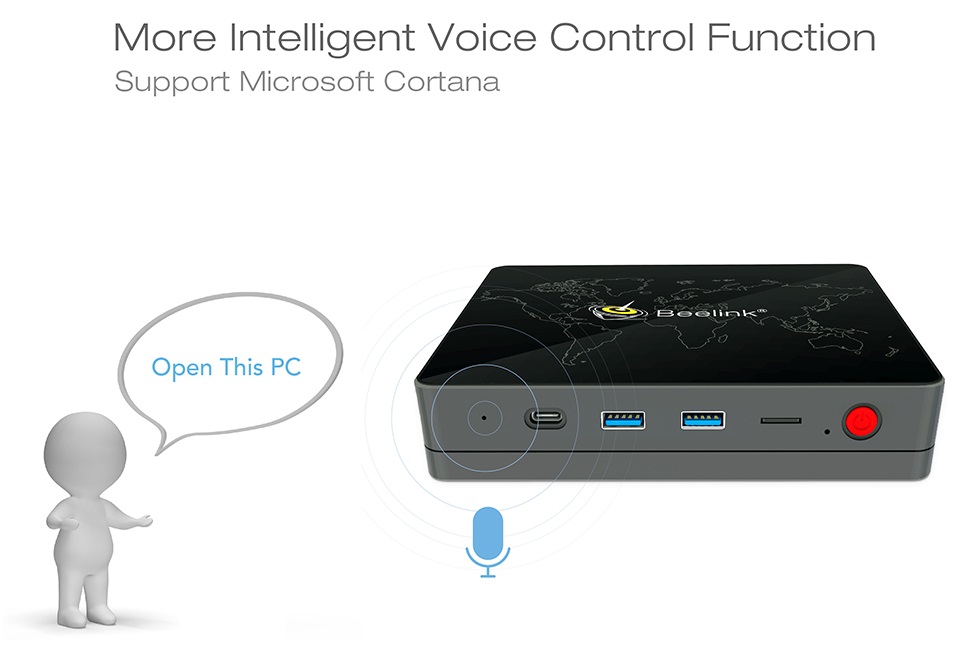 More Intelligent Voice Control Function
Support Microsoft Cortana
Open This PC
Beelink®